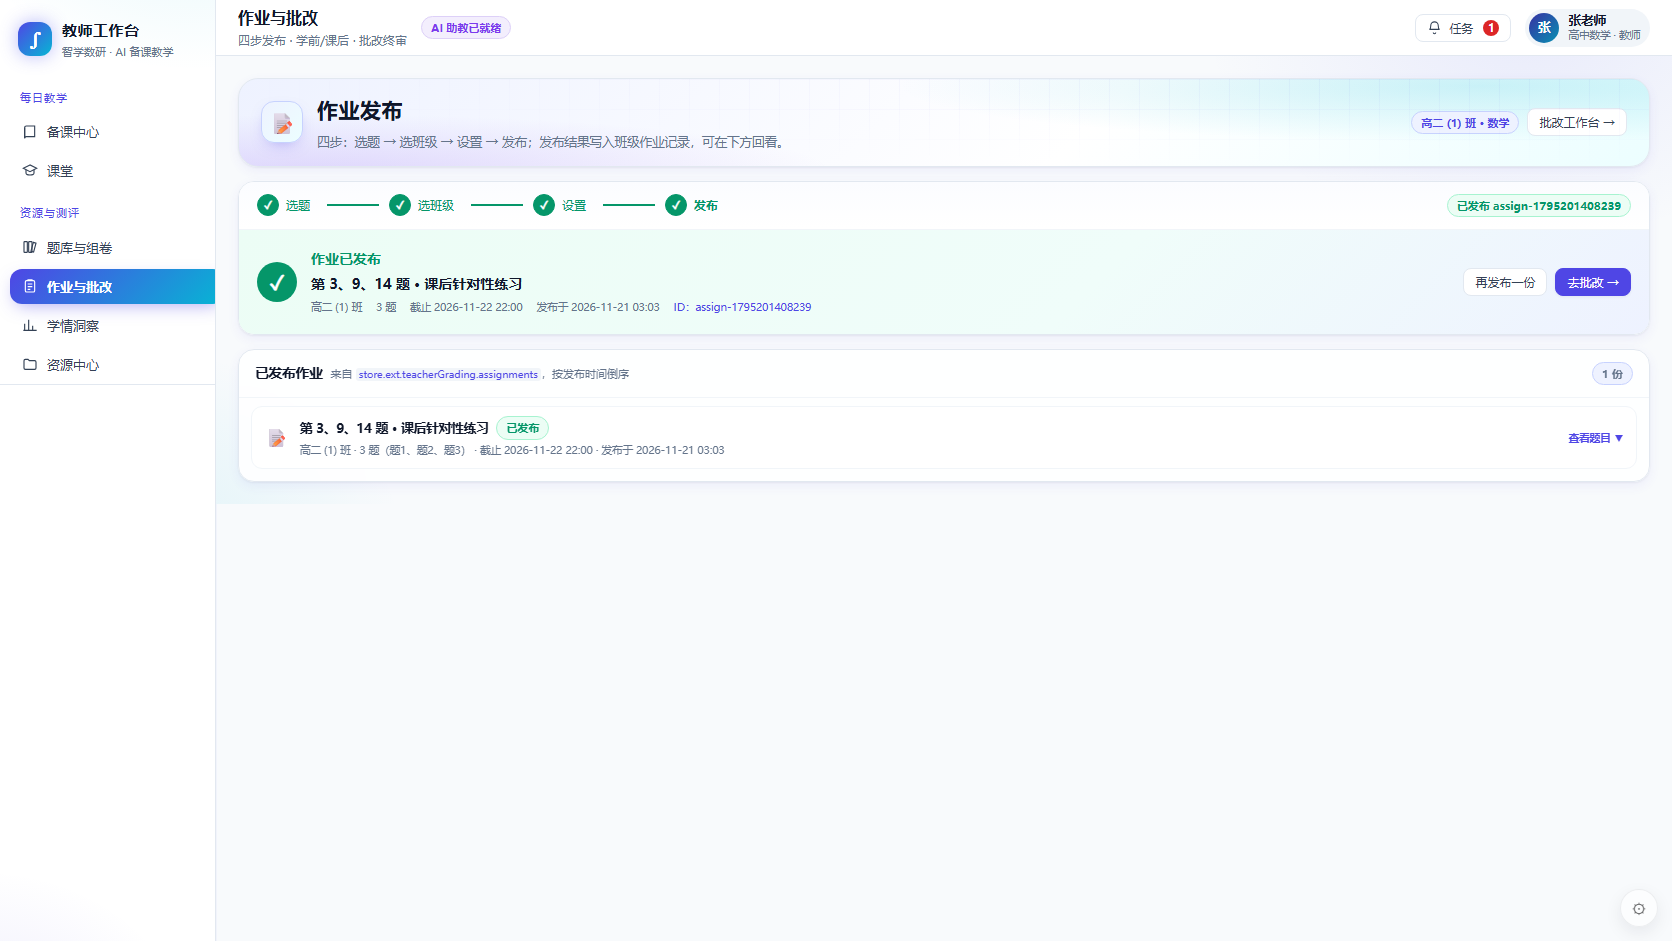 教师工作台
智学数研 · AI 备课教学
每日教学
备课中心
课堂
资源与测评
题库与组卷
作业与批改
学情洞察
资源中心
作业与批改
四步发布 · 学前/课后 · 批改终审
AI 助教已就绪
任务 1
张
张老师
高中数学 · 教师
作业发布
四步：选题 → 选班级 → 设置 → 发布；发布结果写入班级作业记录，可在下方回看。
高二 (1) 班 • 数学
批改工作台 →
选题
选班级
设置
发布
已发布 assign-1795201408239
作业已发布
第 3、9、14 题 • 课后针对性练习
高二 (1) 班 3 题 截止 2026-11-22 22:00 发布于 2026-11-21 03:03 ID：assign-1795201408239
再发布一份
去批改 →
已发布作业 来自 store.ext.teacherGrading.assignments ，按发布时间倒序
1 份
第 3、9、14 题 • 课后针对性练习 已发布
高二 (1) 班 · 3 题（题1、题2、题3） · 截止 2026-11-22 22:00 · 发布于 2026-11-21 03:03
查看题目 ▼